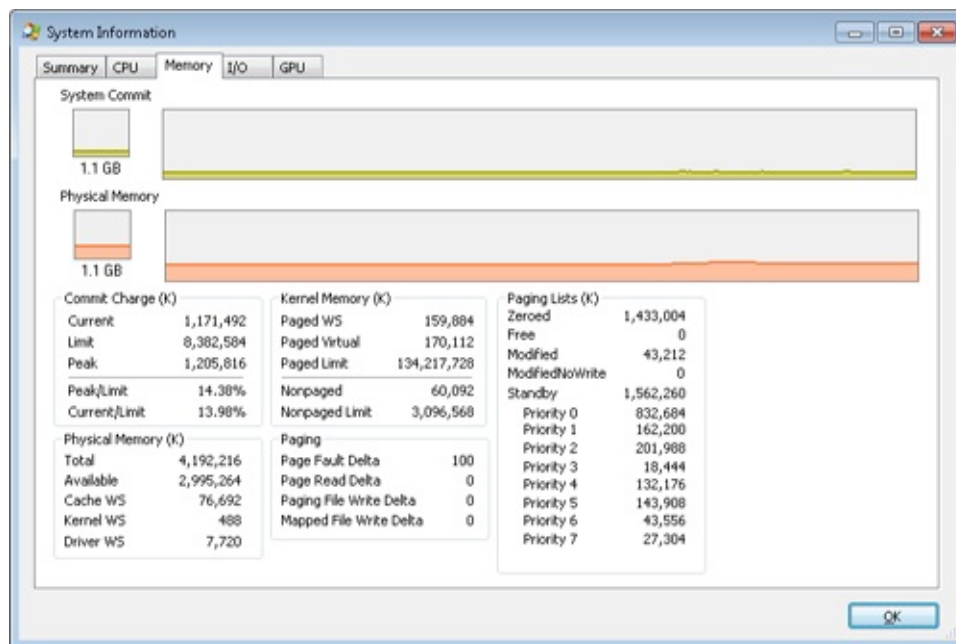 System Information
Summary CPU Memory I/O GPU
System Commit
1.1 GB
Physical Memory
1.1 GB
Commit Charge (K)
Current 1,171,492
Limit 8,382,584
Peak 1,205,816
Peak/Limit 14.38%
Current/Limit 13.98%
Physical Memory (K)
Total 4,192,216
Available 2,995,264
Cache WS 76,692
Kernel WS 488
Driver WS 7,720
Kernel Memory (K)
Paged WS 159,884
Paged Virtual 170,112
Paged Limit 134,217,728
Nonpaged 60,092
Nonpaged Limit 3,096,568
Paging
Page Fault Delta 100
Page Read Delta 0
Paging File Write Delta 0
Mapped File Write Delta 0
Paging Lists (K)
Zeroed 1,433,004
Free 0
Modified 43,212
ModifiedNoWrite 0
Standby 1,562,260
Priority 0 832,684
Priority 1 162,200
Priority 2 201,988
Priority 3 18,444
Priority 4 132,176
Priority 5 143,908
Priority 6 43,556
Priority 7 27,304
OK